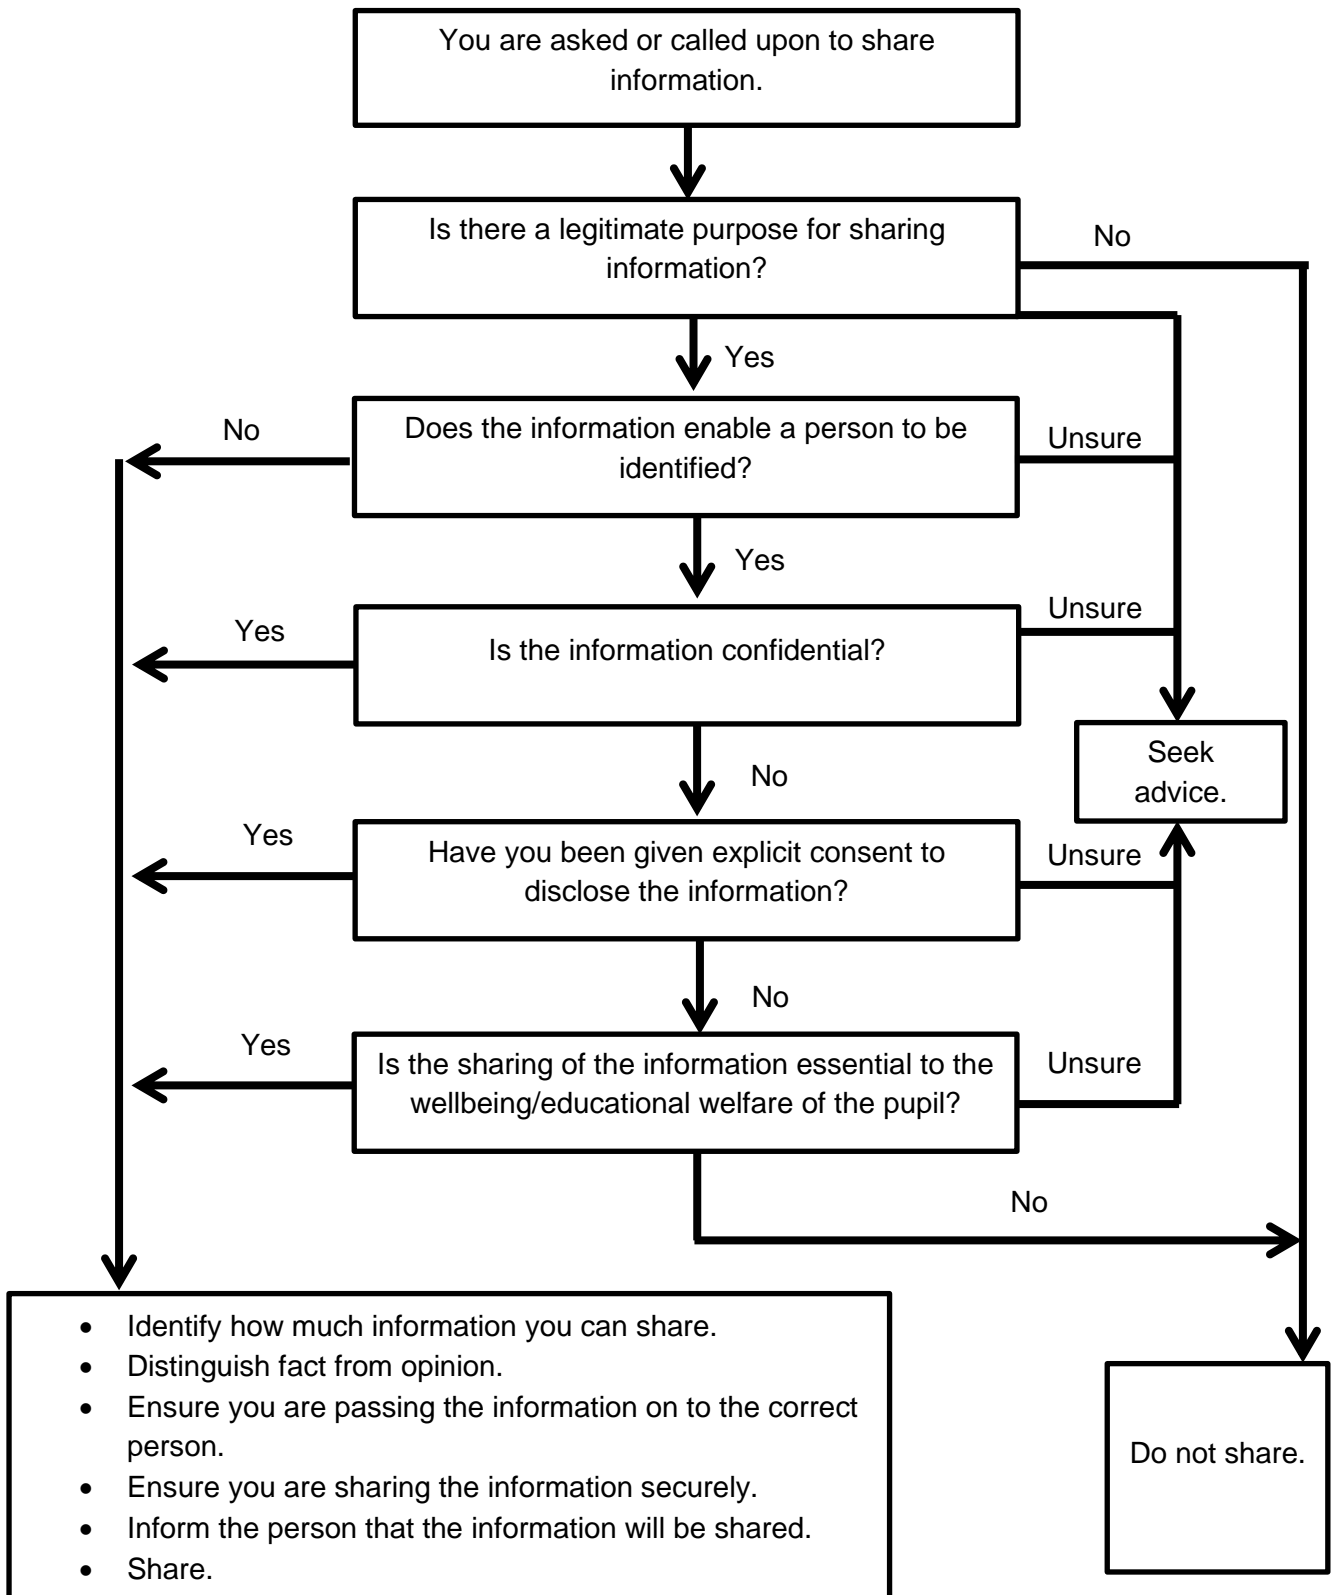 You are asked or called upon to share
information.
Is there a legitimate purpose for sharing
information?
No
Yes
Does the information enable a person to be
identified?
No
Unsure
Yes
Is the information confidential?
Yes
Unsure
No
Seek
advice.
Have you been given explicit consent to
disclose the information?
Yes
Unsure
No
Is the sharing of the information essential to the
wellbeing/educational welfare of the pupil?
Yes
Unsure
No
• Identify how much information you can share.
• Distinguish fact from opinion.
• Ensure you are passing the information on to the correct
person.
• Ensure you are sharing the information securely.
• Inform the person that the information will be shared.
• Share.
Do not share.